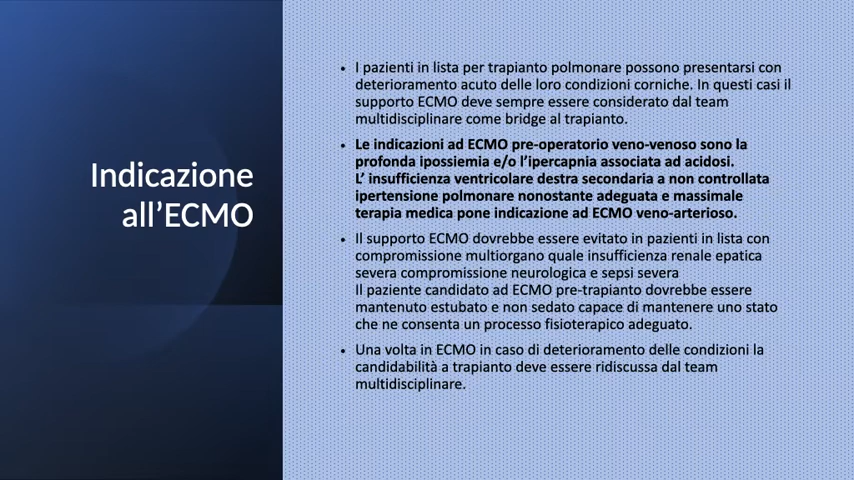 Indicazione
all’ECMO
• I pazienti in lista per trapianto polmonare possono presentarsi con
deterioramento acuto delle loro condizioni corniche. In questi casi il
supporto ECMO deve sempre essere considerato dal team
multidisciplinare come bridge al trapianto.
• Le indicazioni ad ECMO pre-operatorio veno-venoso sono la
profonda ipossiemia e/o l’ipercapnia associata ad acidosi.
L’ insufficienza ventricolare destra secondaria a non controllata
ipertensione polmonare nonostante adeguata e massimale
terapia medica pone indicazione ad ECMO veno-arterioso.
• Il supporto ECMO dovrebbe essere evitato in pazienti in lista con
compromissione multiorgano quale insufficienza renale epatica
severa compromissione neurologica e sepsi severa
Il paziente candidato ad ECMO pre-trapianto dovrebbe essere
mantenuto estubato e non sedato capace di mantenere uno stato
che ne consenta un processo fisioterapico adeguato.
• Una volta in ECMO in caso di deterioramento delle condizioni la
candidabilità a trapianto deve essere ridiscussa dal team
multidisciplinare.